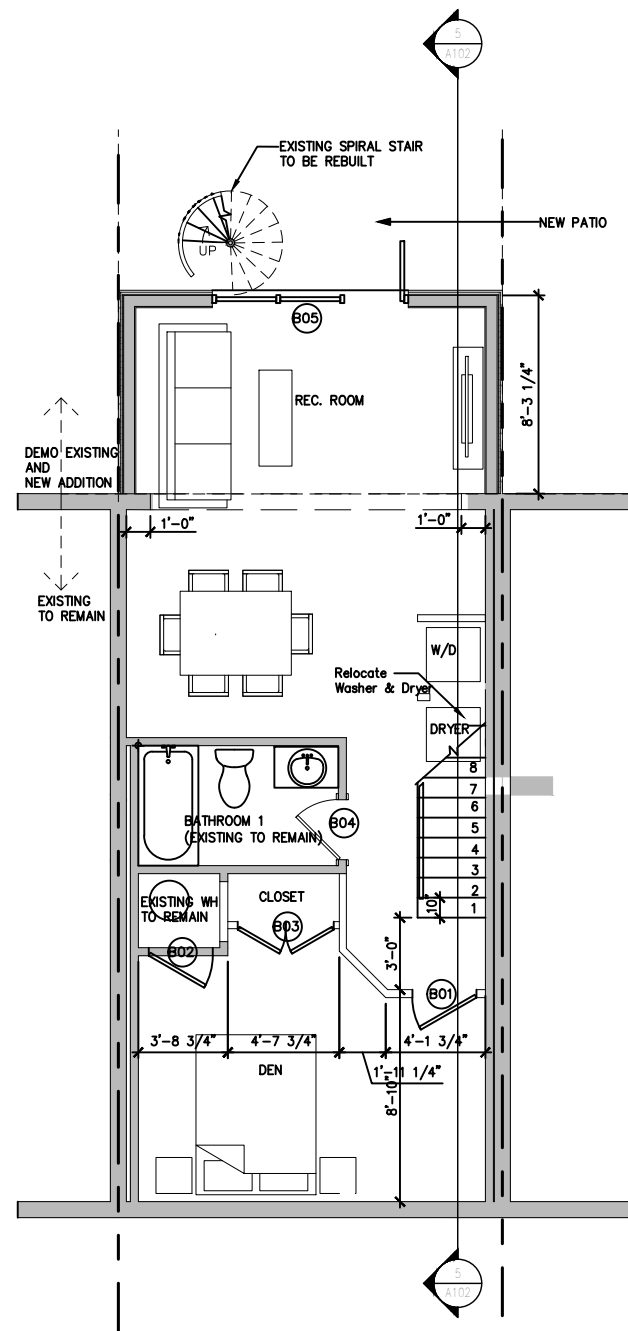 5
A102
EXISTING SPIRAL STAIR
TO BE REBUILT
NEW PATIO
UP
B05
REC. ROOM
8'-3 1/4"
DEMO EXISTING
AND
NEW ADDITION
1'-0"
1'-0"
EXISTING
TO REMAIN
W/D
Relocate
Washer & Dryer
DRYER
8
7
6
5
4
3
2
1
10"
BATHROOM 1
(EXISTING TO REMAIN)
B04
EXISTING WH
TO REMAIN
CLOSET
B03
B02
3'-0"
B01
3'-8 3/4"
4'-7 3/4"
4'-1 3/4"
1'-11 1/4"
8'-10"
DEN
5
A102